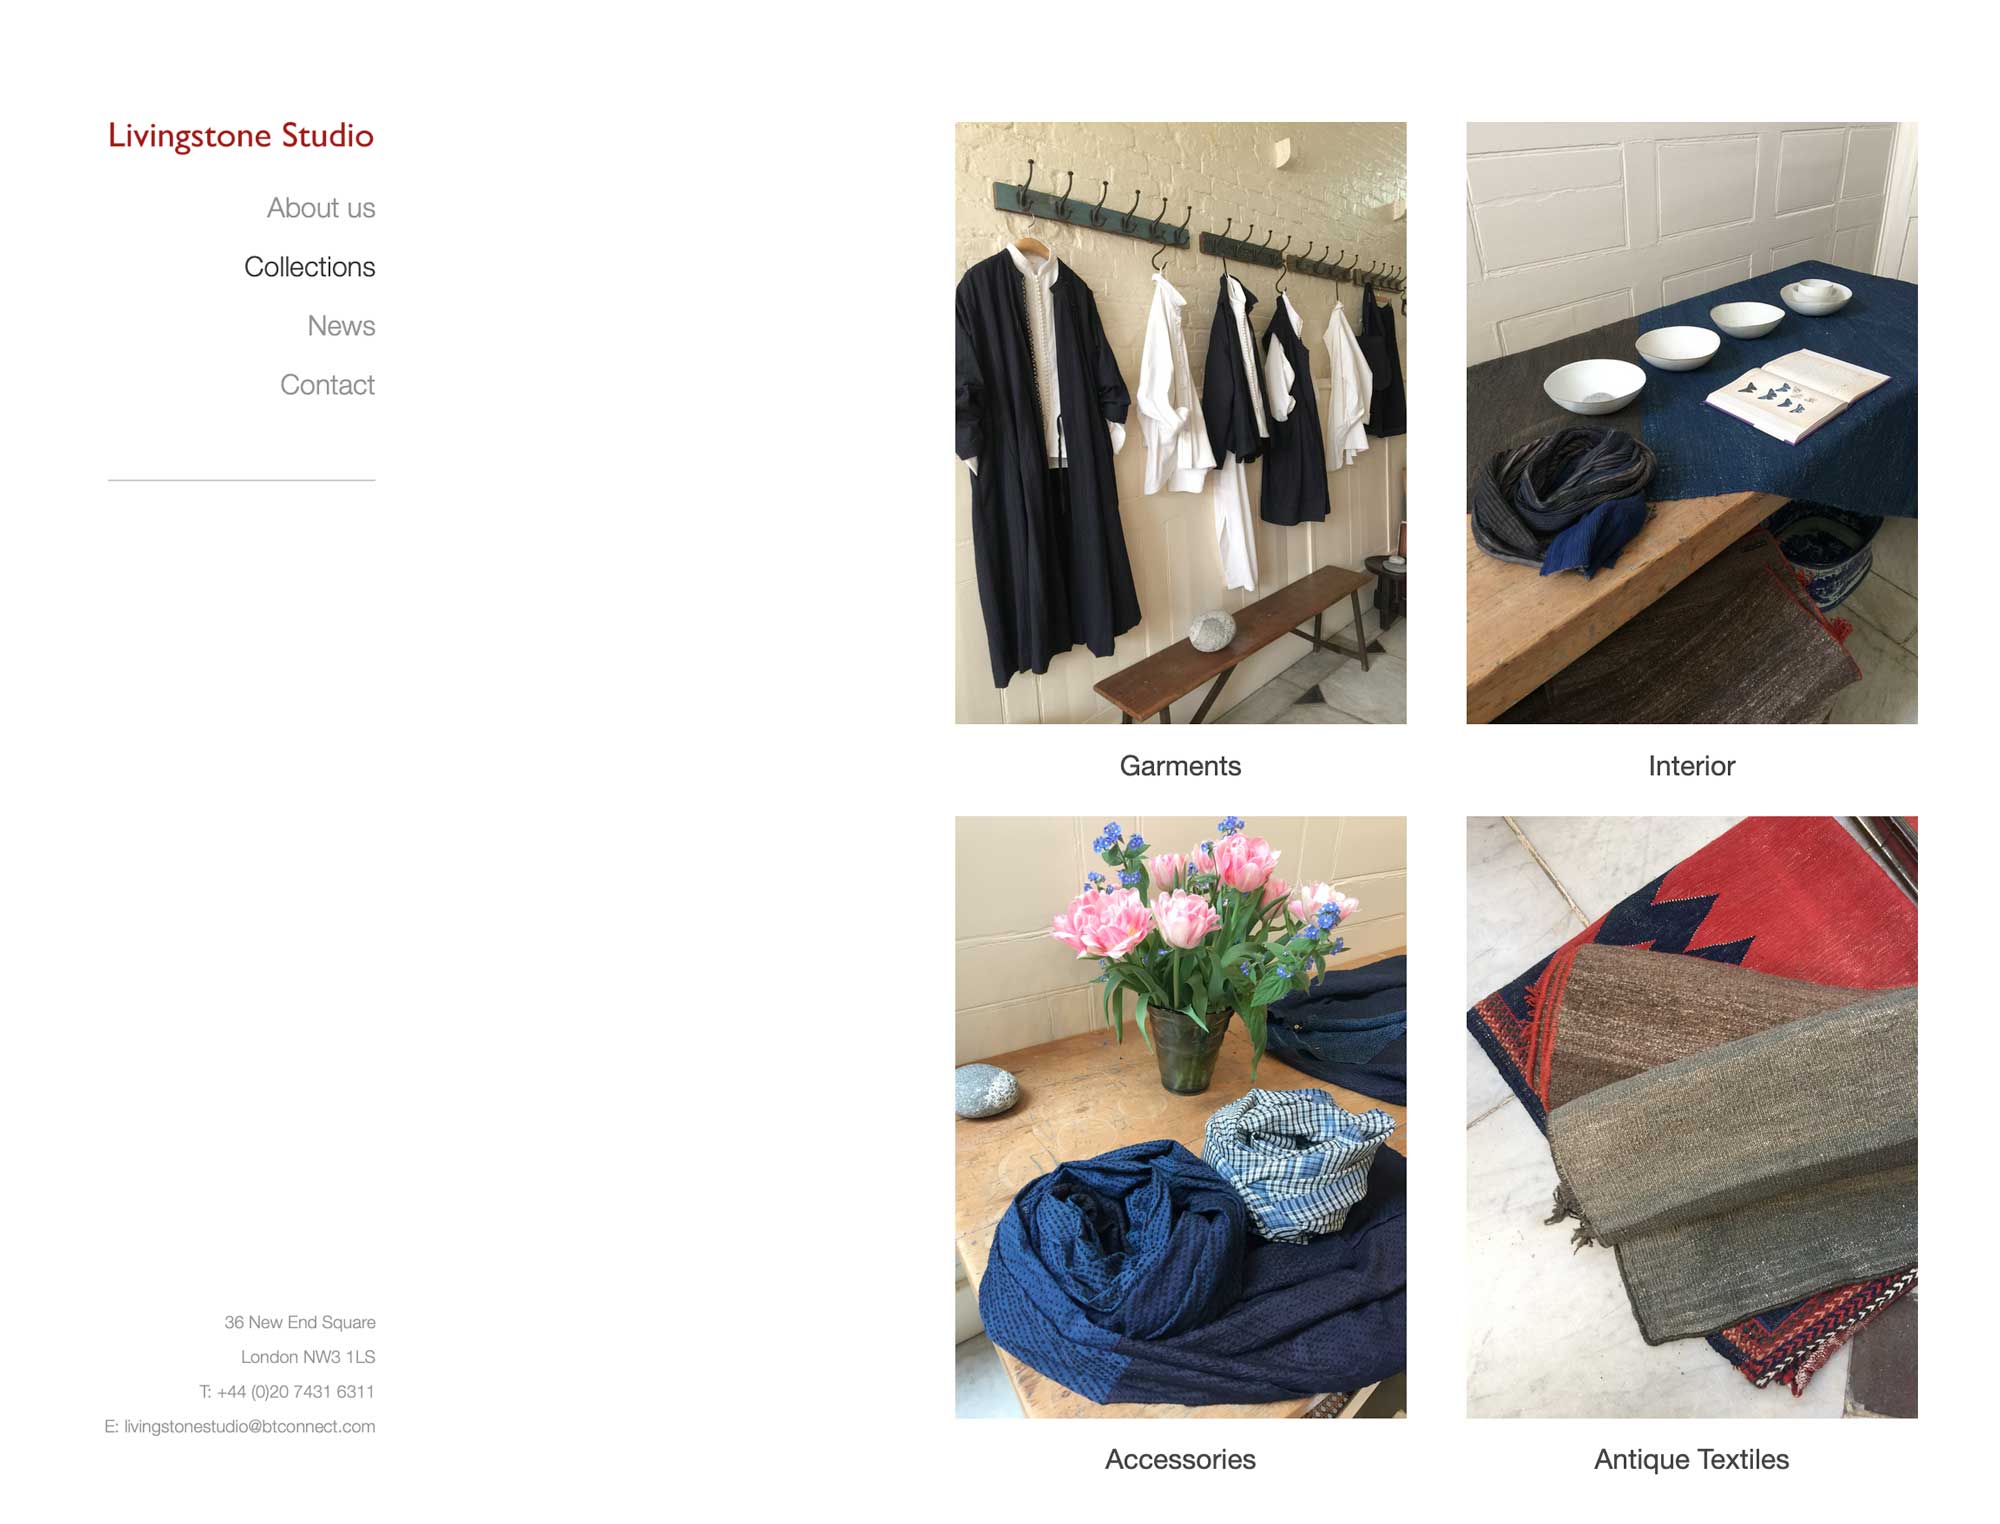 Livingstone Studio
About us
Collections
News
Contact
36 New End Square
London NW3 1LS
T: +44 (0)20 7431 6311
E: livingstonestudio@btconnect.com
Garments
Interior
Accessories
Antique Textiles